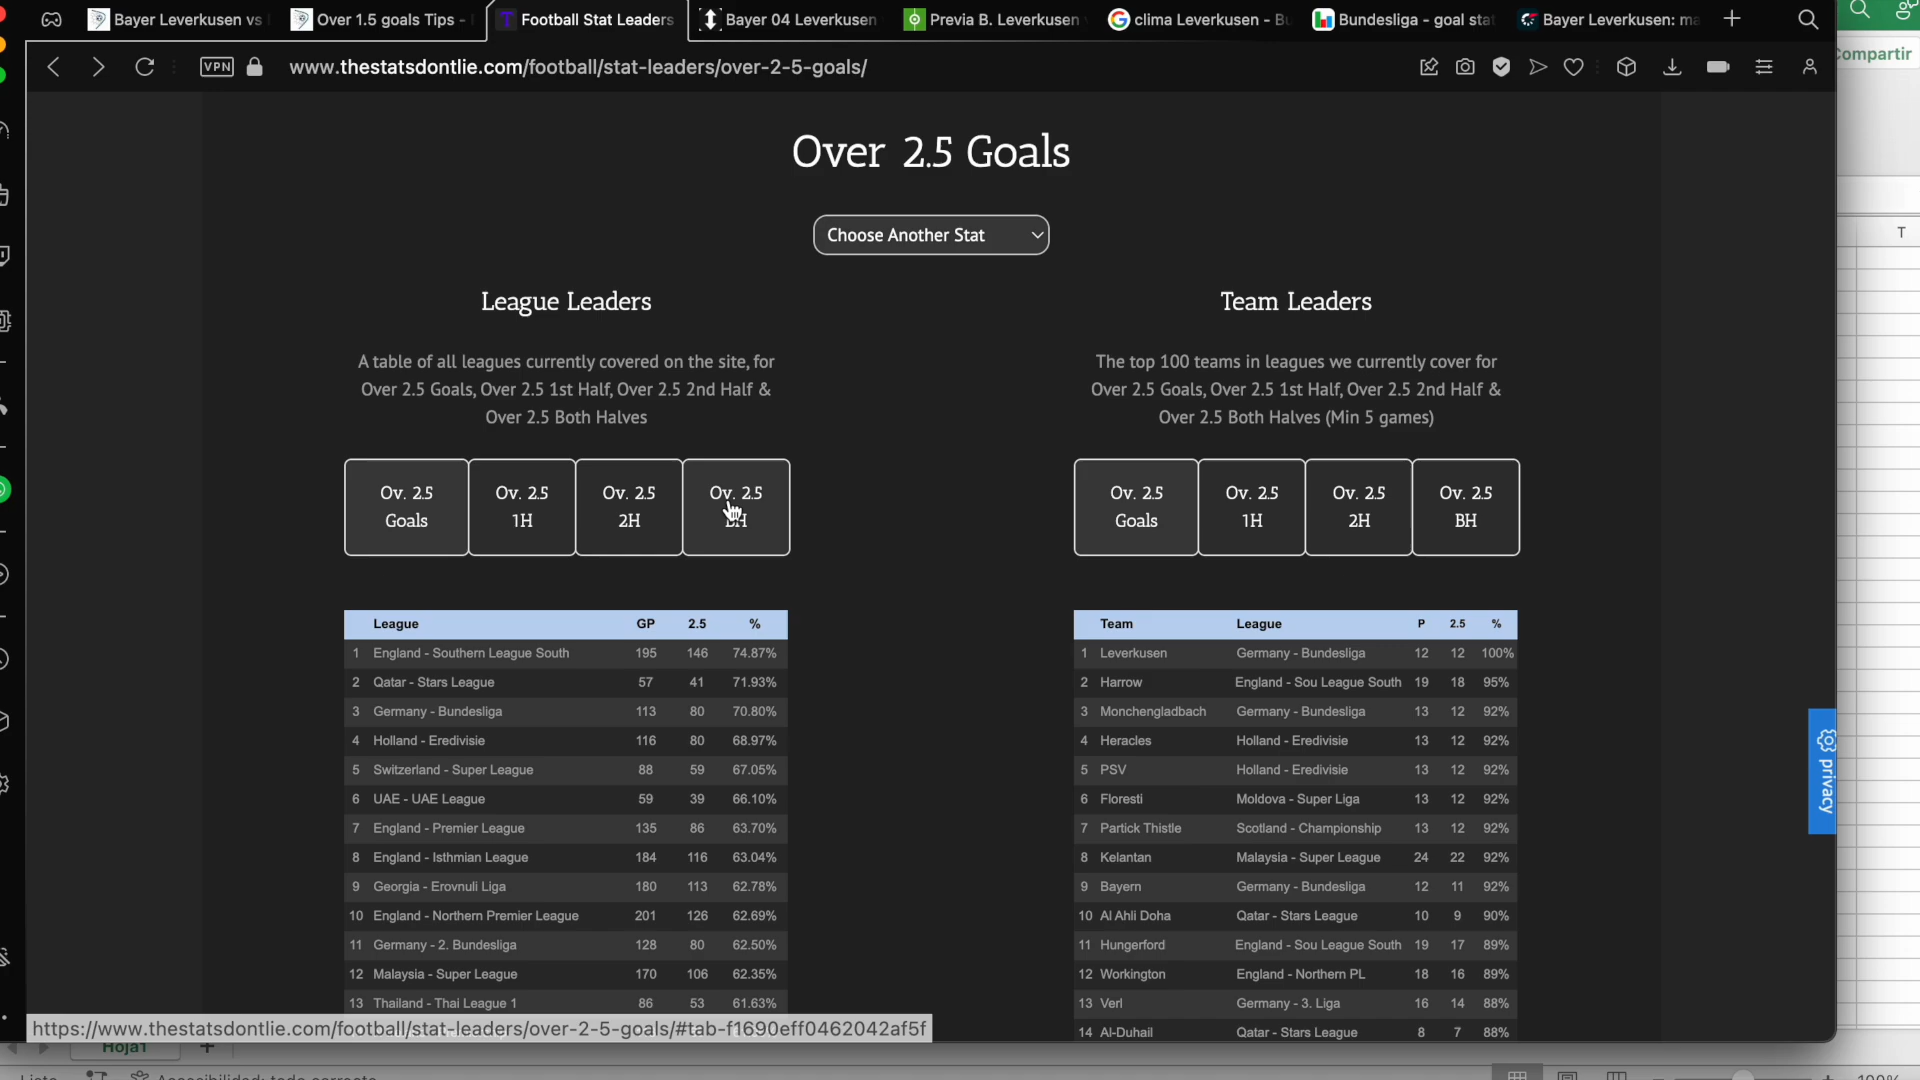 Bayer Leverkusen vs
Over 1.5 goals Tips -
Football Stat Leaders
Bayer 04 Leverkusen
Previa B. Leverkusen
clima Leverkusen - Bu
Bundesliga - goal stat
Bayer Leverkusen: ma
Compartir
VPN
www.thestatsdontlie.com/football/stat-leaders/over-2-5-goals/
T
Over 2.5 Goals
Choose Another Stat
League Leaders
A table of all leagues currently covered on the site, for
Over 2.5 Goals, Over 2.5 1st Half, Over 2.5 2nd Half &
Over 2.5 Both Halves
Ov. 2.5
Goals
Ov. 2.5
1H
Ov. 2.5
2H
Ov. 2.5
BH
League GP 2.5 %
1 England - Southern League South 195 146 74.87%
2 Qatar - Stars League 57 41 71.93%
3 Germany - Bundesliga 113 80 70.80%
4 Holland - Eredivisie 116 80 68.97%
5 Switzerland - Super League 88 59 67.05%
6 UAE - UAE League 59 39 66.10%
7 England - Premier League 135 86 63.70%
8 England - Isthmian League 184 116 63.04%
9 Georgia - Erovnuli Liga 180 113 62.78%
10 England - Northern Premier League 201 126 62.69%
11 Germany - 2. Bundesliga 128 80 62.50%
12 Malaysia - Super League 170 106 62.35%
13 Thailand - Thai League 1 86 53 61.63%
Team Leaders
The top 100 teams in leagues we currently cover for
Over 2.5 Goals, Over 2.5 1st Half, Over 2.5 2nd Half &
Over 2.5 Both Halves (Min 5 games)
Ov. 2.5
Goals
Ov. 2.5
1H
Ov. 2.5
2H
Ov. 2.5
BH
Team League P 2.5 %
1 Leverkusen Germany - Bundesliga 12 12 100%
2 Harrow England - Sou League South 19 18 95%
3 Monchengladbach Germany - Bundesliga 13 12 92%
4 Heracles Holland - Eredivisie 13 12 92%
5 PSV Holland - Eredivisie 13 12 92%
6 Floresti Moldova - Super Liga 13 12 92%
7 Partick Thistle Scotland - Championship 13 12 92%
8 Kelantan Malaysia - Super League 24 22 92%
9 Bayern Germany - Bundesliga 12 11 92%
10 Al Ahli Doha Qatar - Stars League 10 9 90%
11 Hungerford England - Sou League South 19 17 89%
12 Workington England - Northern PL 18 16 89%
13 Verl Germany - 3. Liga 16 14 88%
14 Al-Duhail Qatar - Stars League 8 7 88%
privacy
https://www.thestatsdontlie.com/football/stat-leaders/over-2-5-goals/#tab-f1690eff0462042af5f
Hoja1
Listo
Accesibilidad: todo correcto
100%